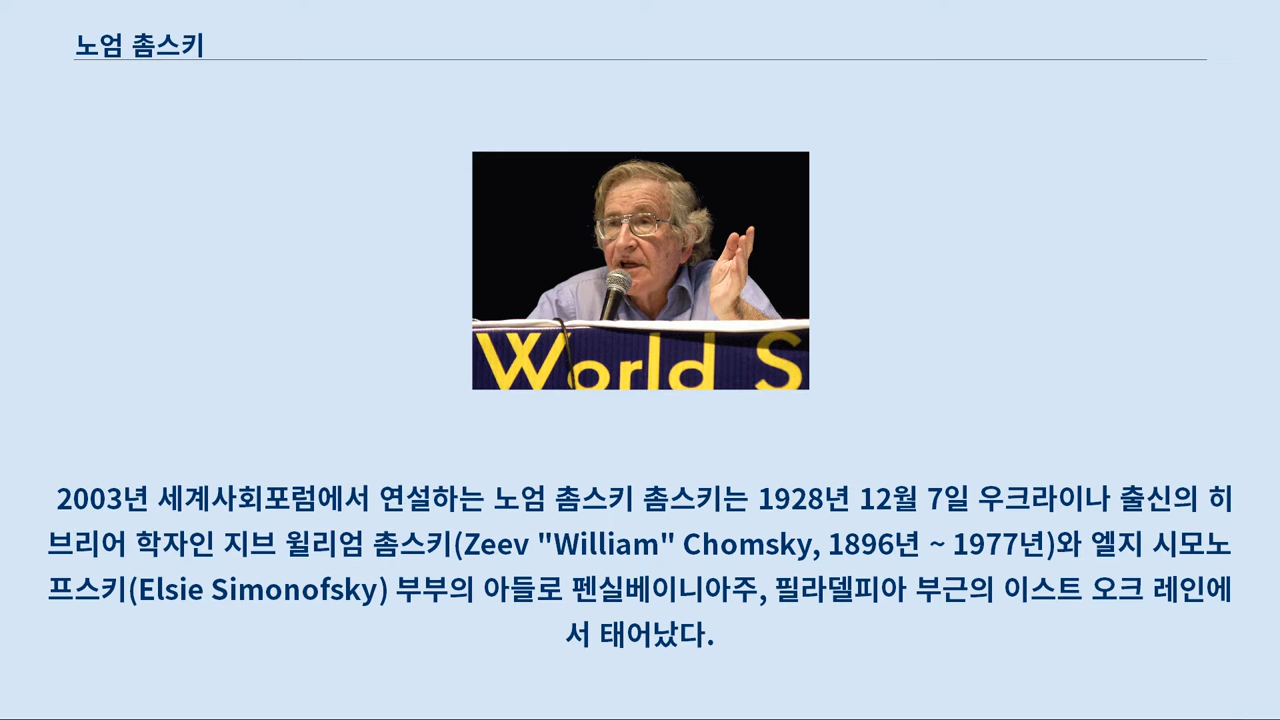 노엄 촘스키
World S
2003년 세계사회포럼에서 연설하는 노엄 촘스키 촘스키는 1928년 12월 7일 우크라이나 출신의 히
브리어 학자인 지브 윌리엄 촘스키(Zeev "William" Chomsky, 1896년 ~ 1977년)와 엘지 시모노
프스키(Elsie Simonofsky) 부부의 아들로 펜실베이니아주, 필라델피아 부근의 이스트 오크 레인에
서 태어났다.